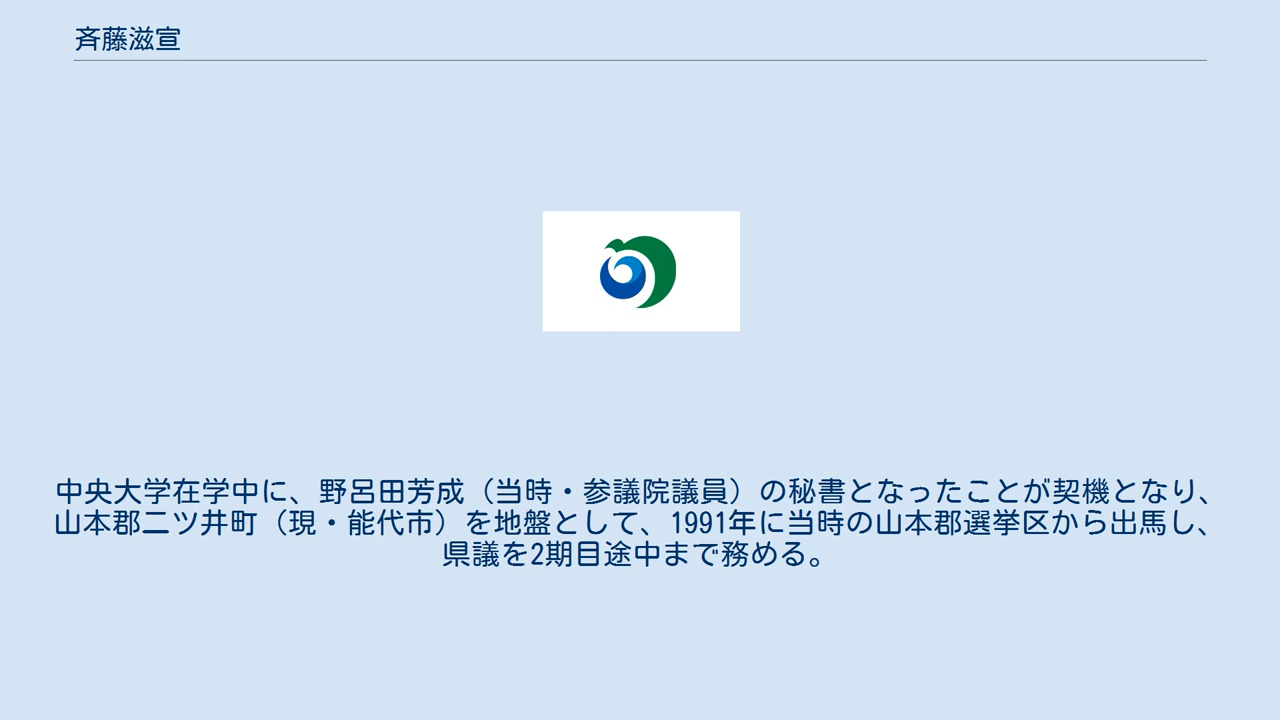 斉藤滋宣
中央大学在学中に、野呂田芳成（当時・参議院議員）の秘書となったことが契機となり、
山本郡二ツ井町（現・能代市）を地盤として、1991年に当時の山本郡選挙区から出馬し、
県議を2期目途中まで務める。